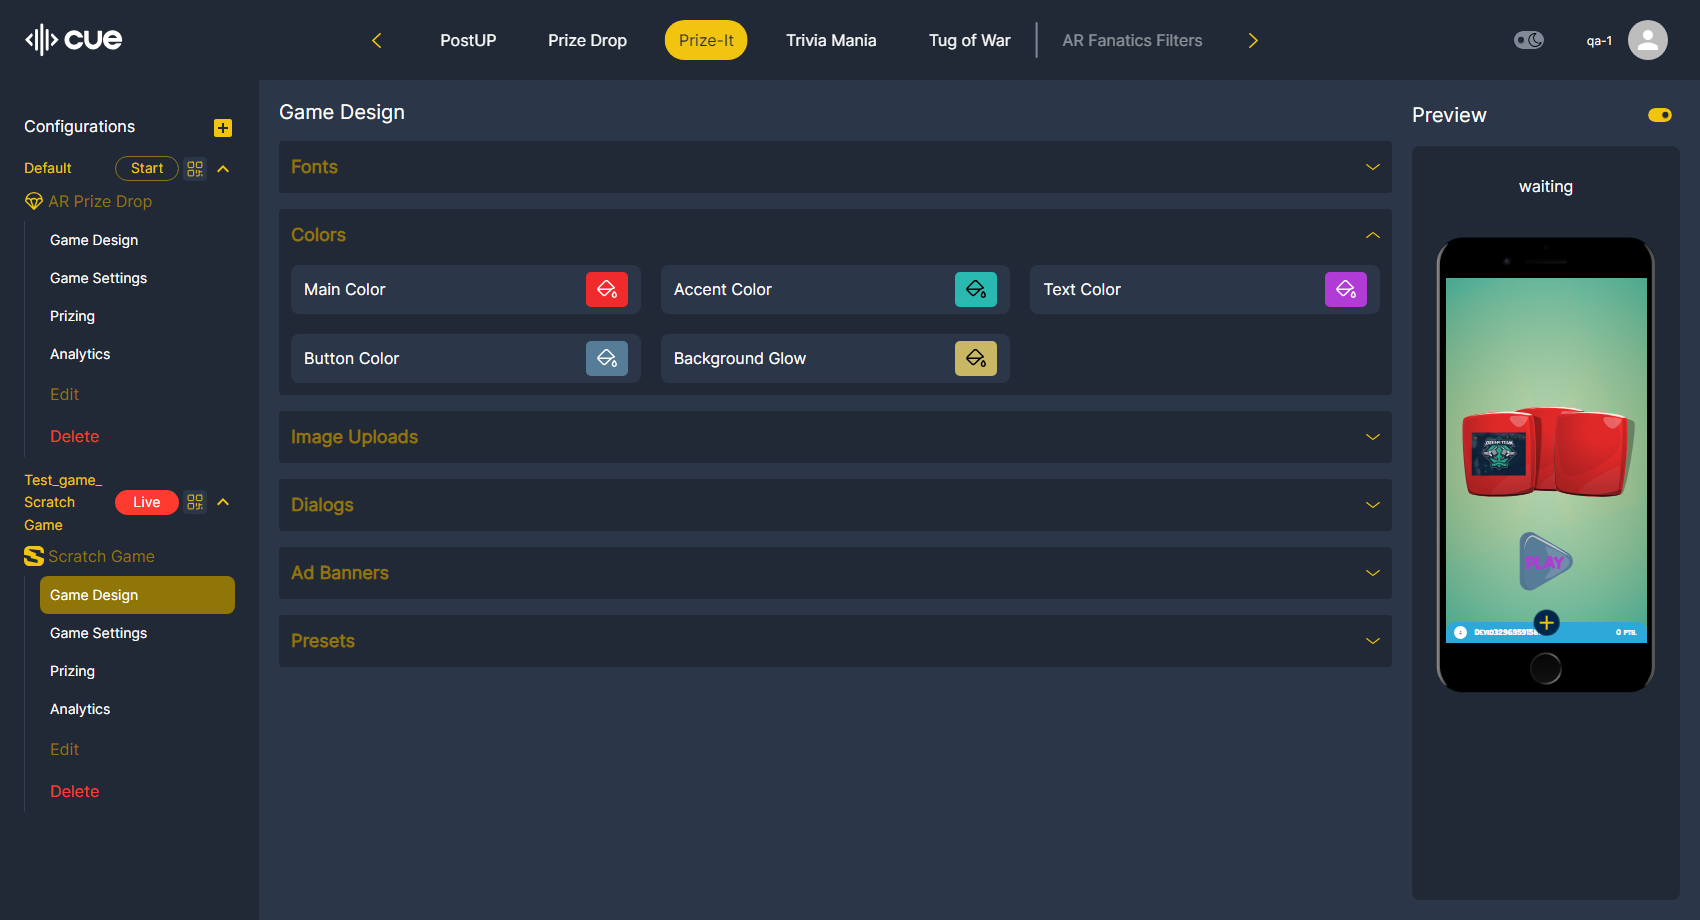 cue
PostUP
Prize Drop
Prize-It
Trivia Mania
Tug of War
AR Fanatics Filters
qa-1
Configurations
Default
Start
AR Prize Drop
Game Design
Game Settings
Prizing
Analytics
Edit
Delete
Test_game_
Scratch
Game
Live
Scratch Game
Game Design
Game Settings
Prizing
Analytics
Edit
Delete
Game Design
Fonts
Colors
Main Color
Accent Color
Text Color
Button Color
Background Glow
Image Uploads
Dialogs
Ad Banners
Presets
Preview
waiting
PLAY
0 PTS.